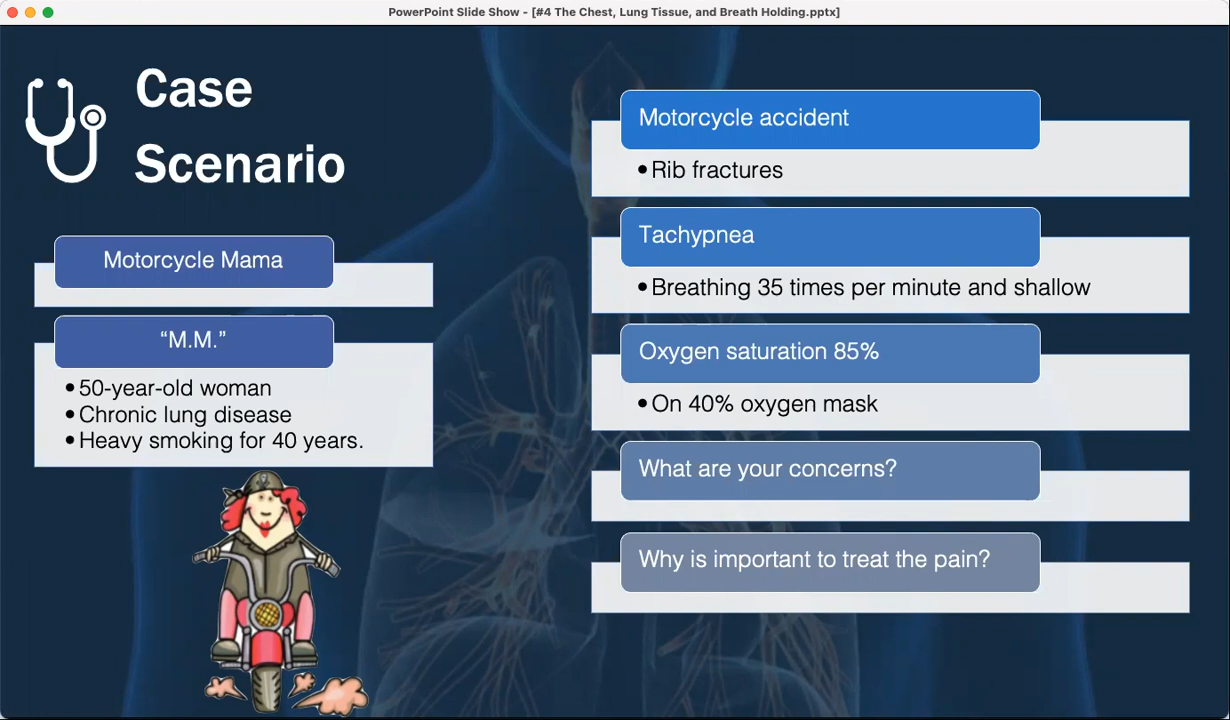 PowerPoint Slide Show - [#4 The Chest, Lung Tissue, and Breath Holding.pptx]
Case
Scenario
Motorcycle Mama
“M.M.”
•50-year-old woman
•Chronic lung disease
•Heavy smoking for 40 years.
Motorcycle accident
•Rib fractures
Tachypnea
•Breathing 35 times per minute and shallow
Oxygen saturation 85%
•On 40% oxygen mask
What are your concerns?
Why is important to treat the pain?